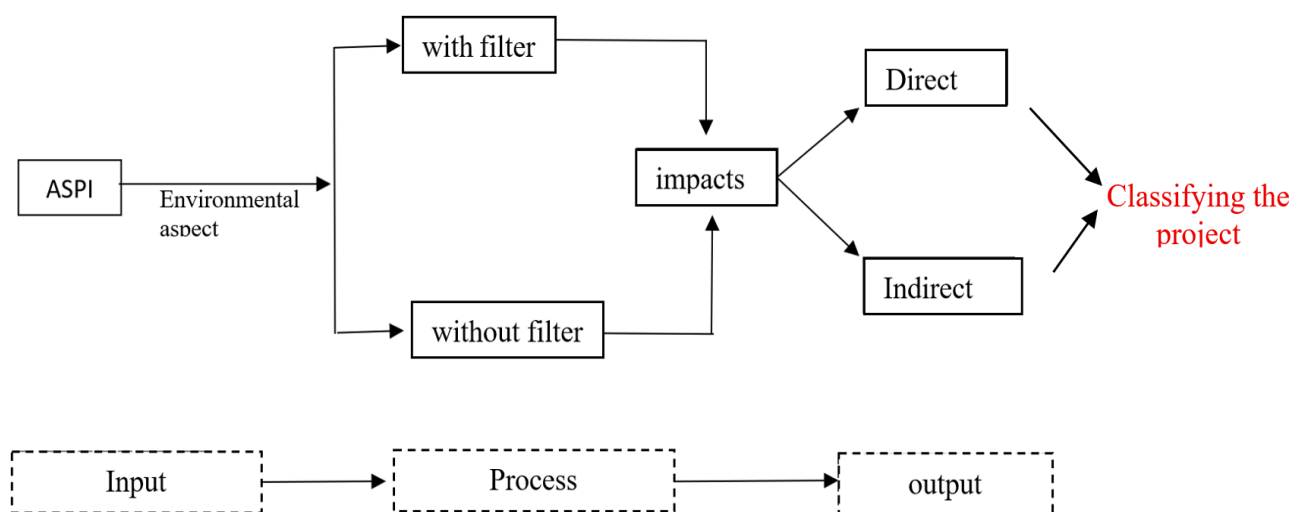 with filter
Direct
ASPI
Environmental
aspect
impacts
Classifying the
project
Indirect
without filter
Input
Process
output